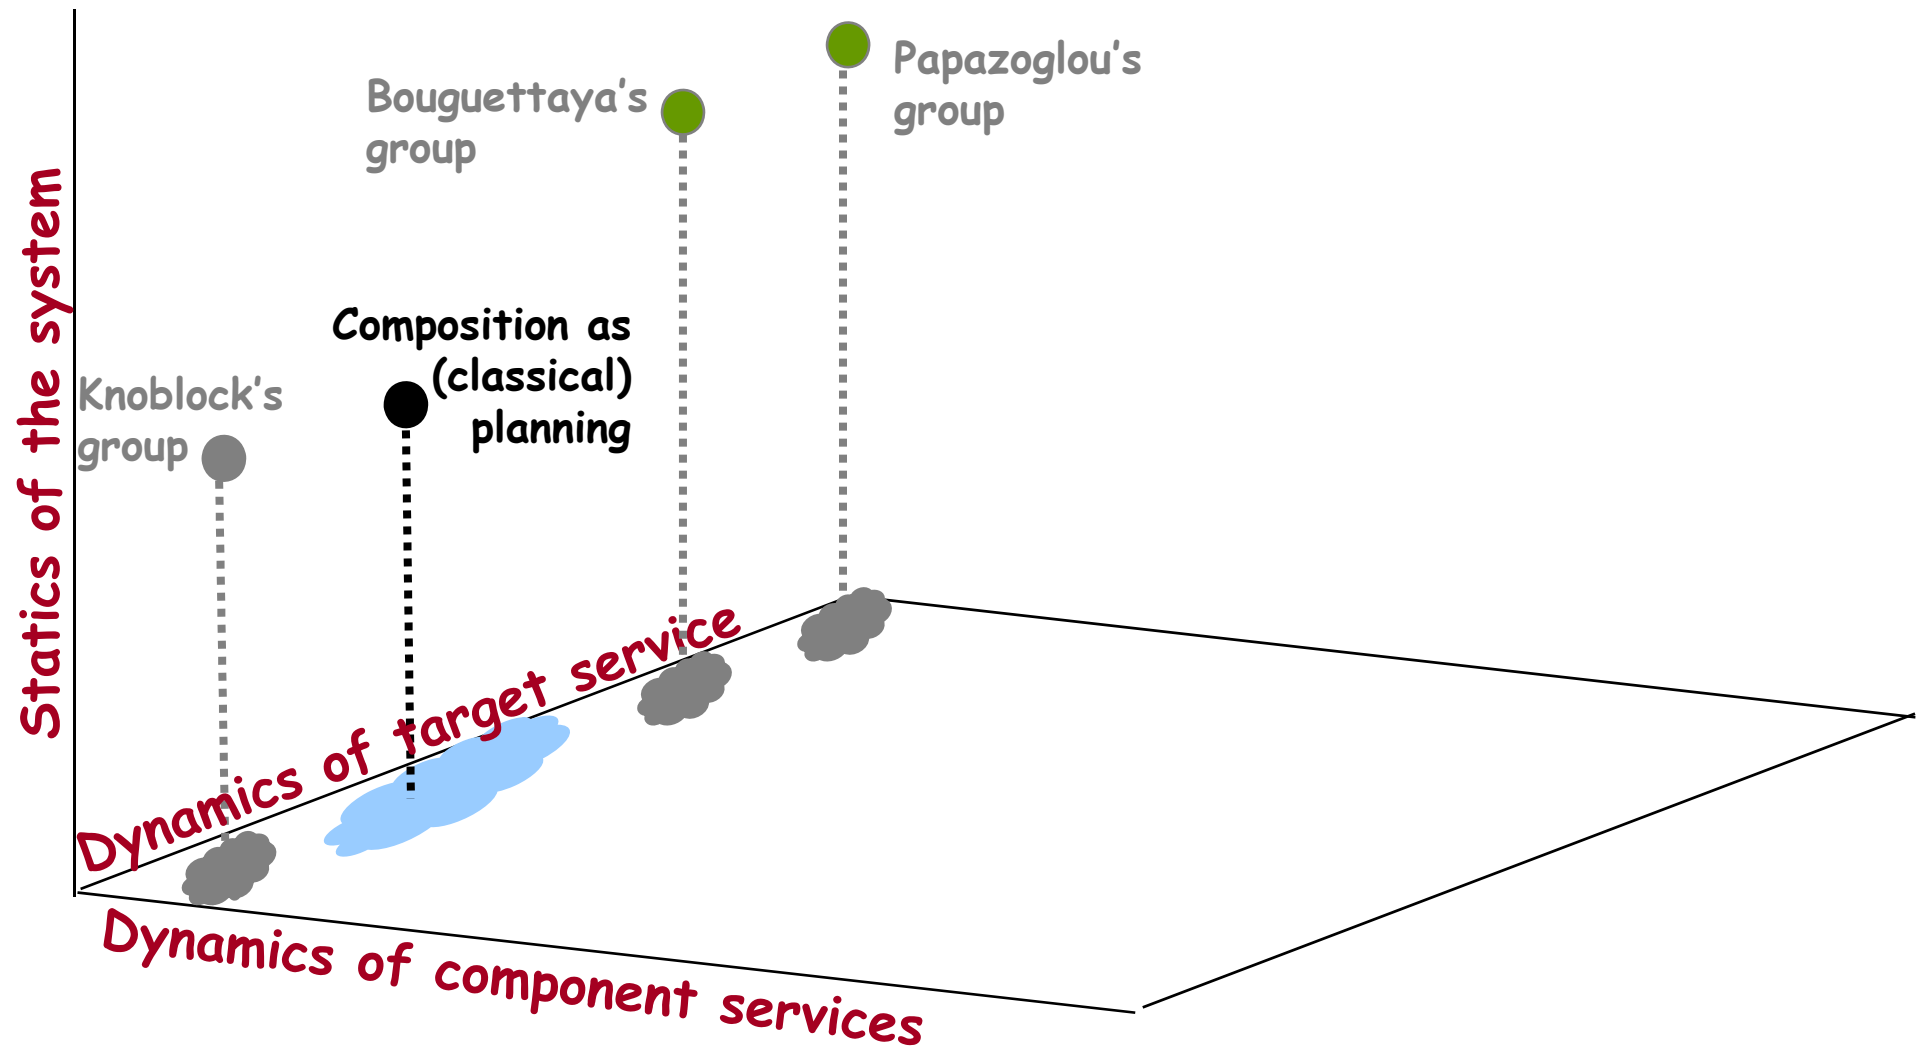 Papazoglou's
group
Bouguettaya's
group
Composition as
(classical)
planning
Knoblock's
group
Statics of the system
Dynamics of target service
Dynamics of component services